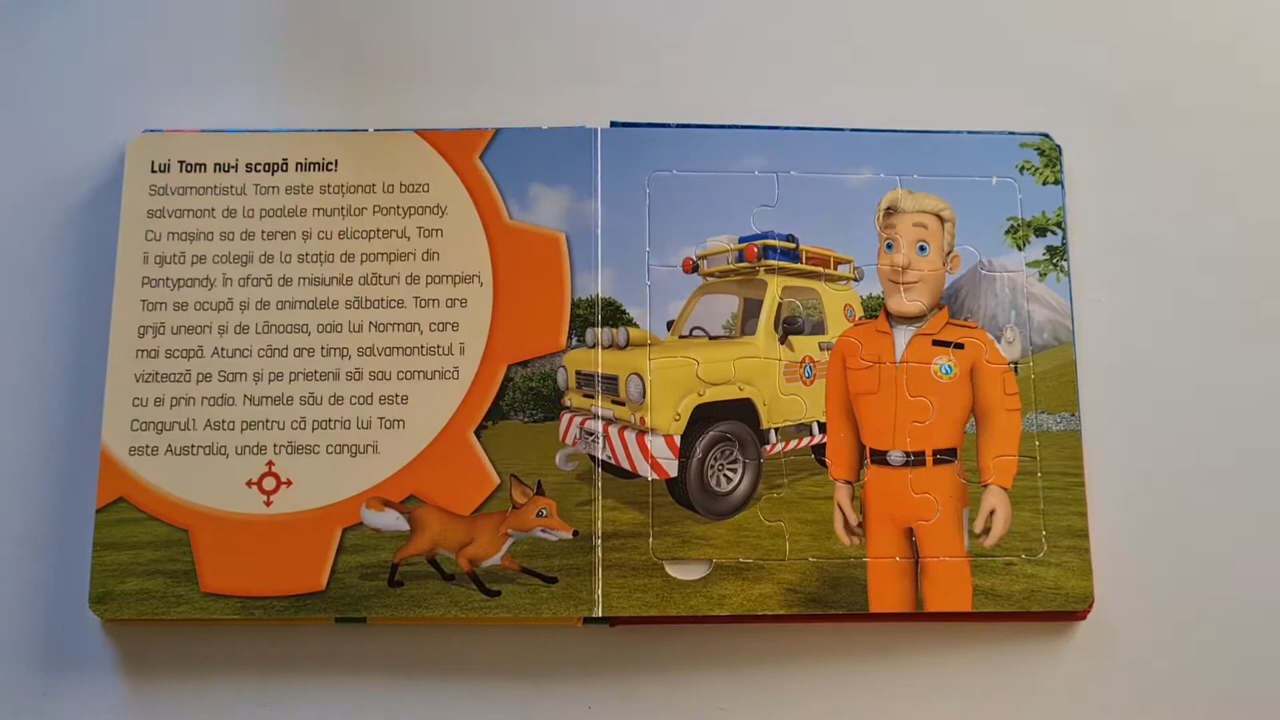 Lui Tom nu-i scapă nimic!
Salvamontistul Tom este staționat la baza
salvamont de la poalele munților Pontypandy.
Cu mașina sa de teren și cu elicopterul, Tom
îi ajută pe colegii de la stația de pompieri din
Pontypandy. În afară de misiunile alături de pompieri,
Tom se ocupă și de animalele sălbatice. Tom are
grijă uneori și de Lânoasa, oaia lui Norman, care
mai scapă. Atunci când are timp, salvamontistul îi
vizitează pe Sam și pe prietenii săi sau comunică
cu ei prin radio. Numele său de cod este
Cangurul1. Asta pentru că patria lui Tom
este Australia, unde trăiesc cangurii.